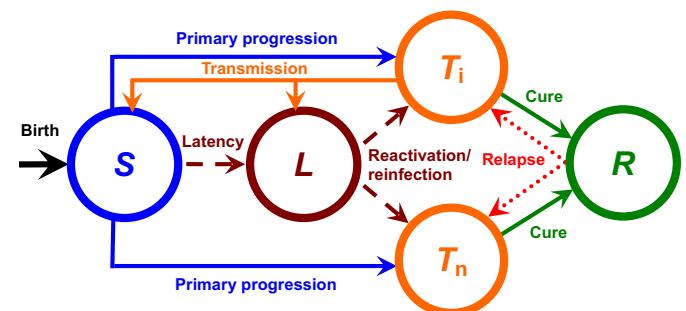 Primary progression
Transmission
Ti
Cure
Birth
S
Latency
L
Reactivation/
reinfection
Relapse
R
Cure
Tn
Primary progression